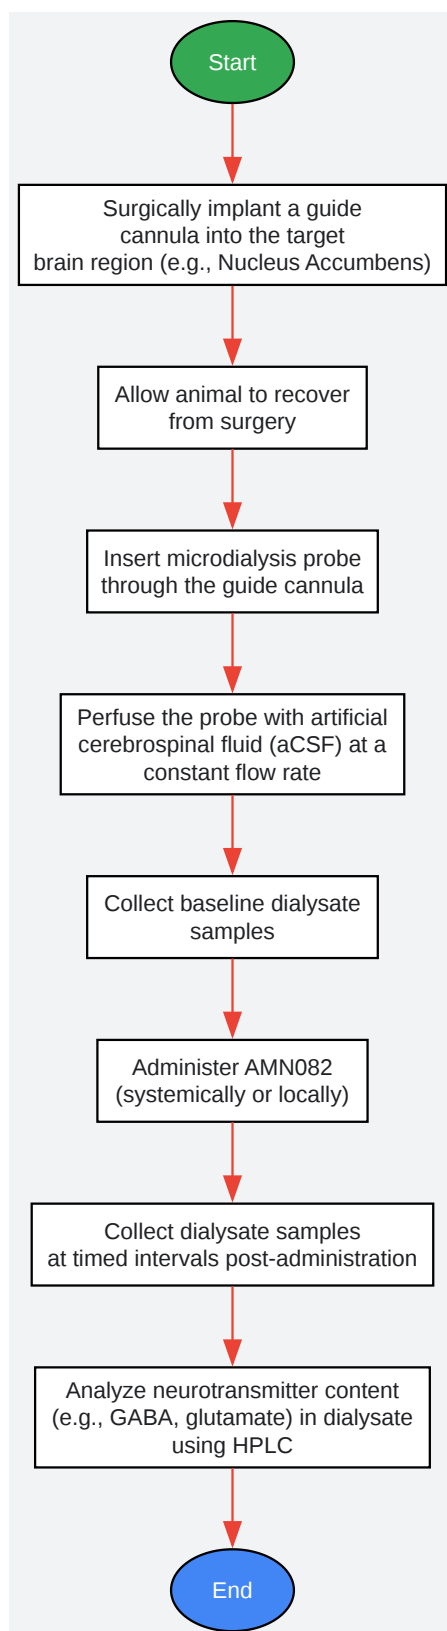 Start
Surgically implant a guide
cannula into the target
brain region (e.g., Nucleus Accumbens)
Allow animal to recover
from surgery
Insert microdialysis probe
through the guide cannula
Perfuse the probe with artificial
cerebrospinal fluid (aCSF) at a
constant flow rate
Collect baseline dialysate
samples
Administer AMN082
(systemically or locally)
Collect dialysate samples
at timed intervals post-administration
Analyze neurotransmitter content
(e.g., GABA, glutamate) in dialysate
using HPLC
End